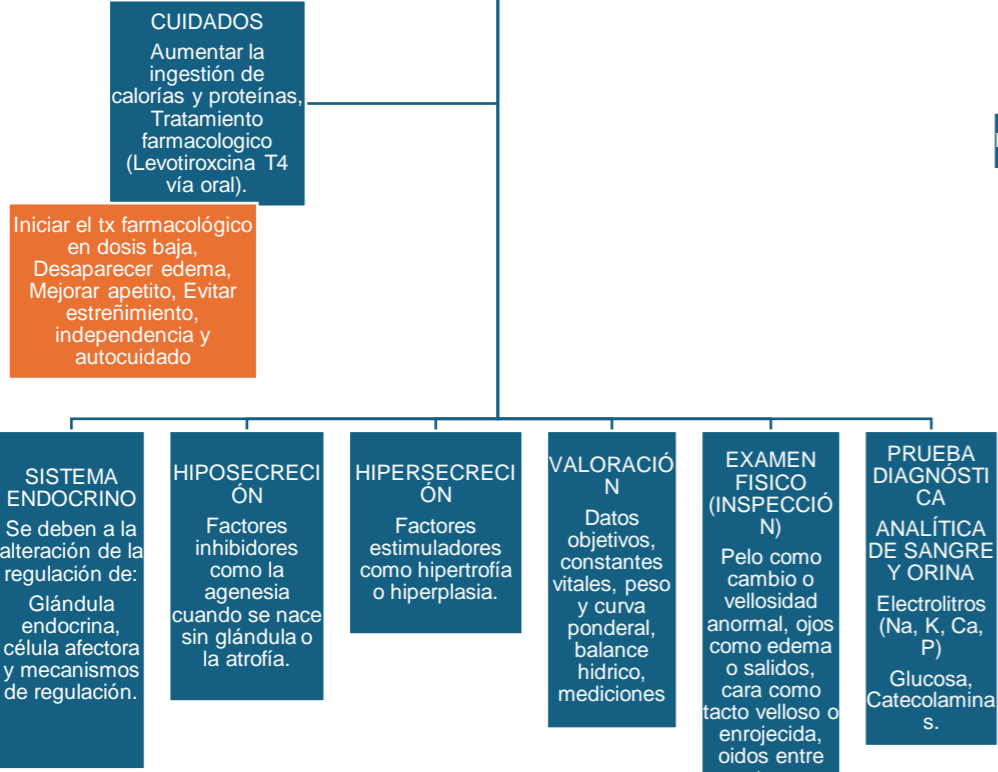 CUIDADOS
Aumentar la
ingestión de
calorías y proteínas,
Tratamiento
farmacologico
(Levotiroxcina T4
vía oral).
Iniciar el tx farmacológico
en dosis baja,
Desaparecer edema,
Mejorar apetito, Evitar
estreñimiento,
independencia y
autocuidado
SISTEMA
ENDOCRINO
Se deben a la
alteración de la
regulación de:
Glándula
endocrina,
célula afectora
y mecanismos
de regulación.
HIPOSECRECI
ÓN
Factores
inhibidores
como la
agenesia
cuando se nace
sin glándula o
la atrofía.
HIPERSECRECI
ÓN
Factores
estimuladores
como hipertrofía
o hiperplasia.
VALORACIÓ
N
Datos
objetivos,
constantes
vitales, peso
y curva
ponderal,
balance
hidrico,
mediciones
EXAMEN
FISICO
(INSPECCIÓ
N)
Pelo como
cambio o
vellosidad
anormal, ojos
como edema
o salidos,
cara como
tacto velloso o
enrojecida,
oidos entre
PRUEBA
DIAGNÓSTI
CA
ANALÍTICA
DE SANGRE
Y ORINA
Electrolitros
(Na, K, Ca,
P)
Glucosa,
Catecolamina
s.